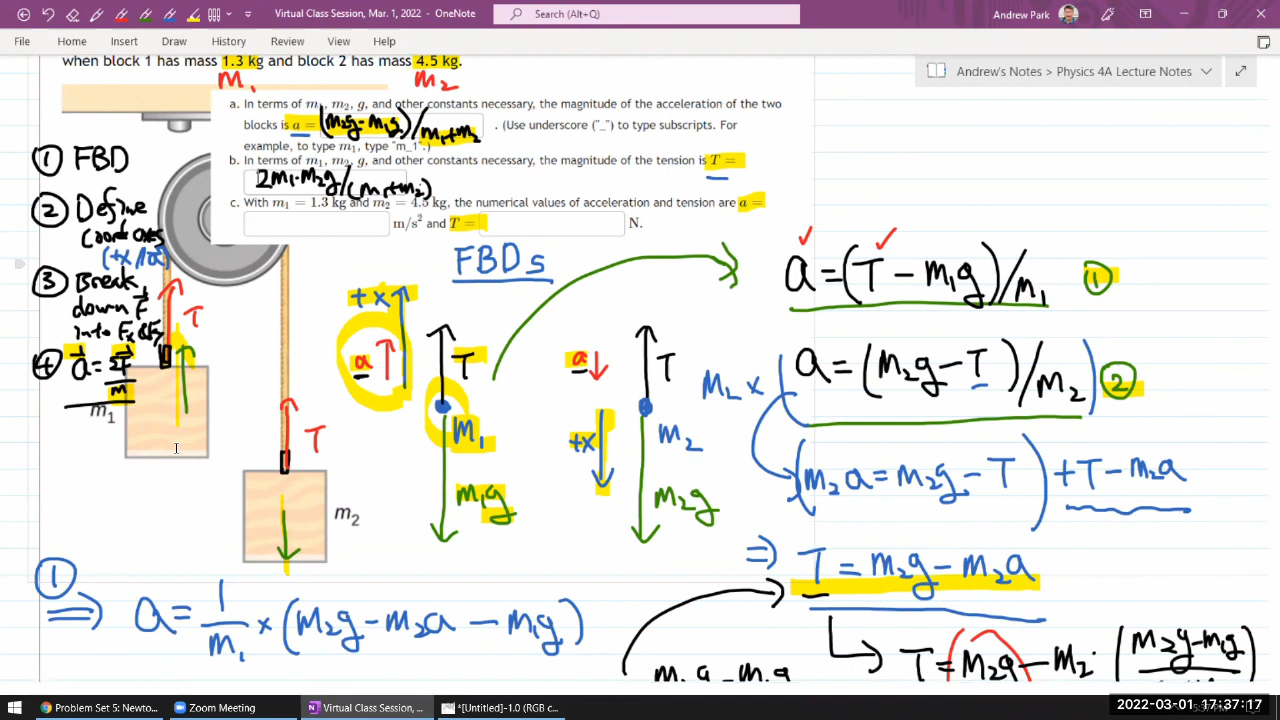 Virtual Class Session, Mar. 1, 2022 - OneNote
Search (Alt+Q)
Andrew Park
File Home Insert Draw History Review View Help
Andrew's Notes > Physics 4A Lecture Notes
when block 1 has mass 1.3 kg and block 2 has mass 4.5 kg.
m₁ m₂
a. In terms of m₁, m₂, g, and other constants necessary, the magnitude of the acceleration of the two
blocks is a = (m₂g-m₁g)/m₁+m₂ . (Use underscore ("_") to type subscripts. For
example, to type m₁, type "m_1".)
b. In terms of m₁, m₂, g, and other constants necessary, the magnitude of the tension is T =
2m₁·m₂g/(m₁+m₂)
c. With m₁ = 1.3 kg and m₂ = 4.5 kg, the numerical values of acceleration and tension are a =
m/s² and T = N.
① FBD
② Define
coord axes
(+x //a)
③ Break
down F⃗
into Fx &Fy
④ a⃗ = ΣF⃗/m
T
T
m₁
m₂
FBDs
+x
a
T
m₁
m₁g
a
+x
T
m₂
m₂g
a = (T - m₁g)/m₁ ①
m₂ × (a = (m₂g - T)/m₂) ②
(m₂a = m₂g - T) + T - m₂a
⇒ T = m₂g - m₂a
① ⇒ a = 1/m₁ × (m₂g - m₂a - m₁g)
T = m₂g - m₂· (m₂g-m₁g)
m₂g - m₁g
Problem Set 5: Newto... Zoom Meeting Virtual Class Session... *[Untitled]-1.0 (RE c...
2022-03-01 17:37:17